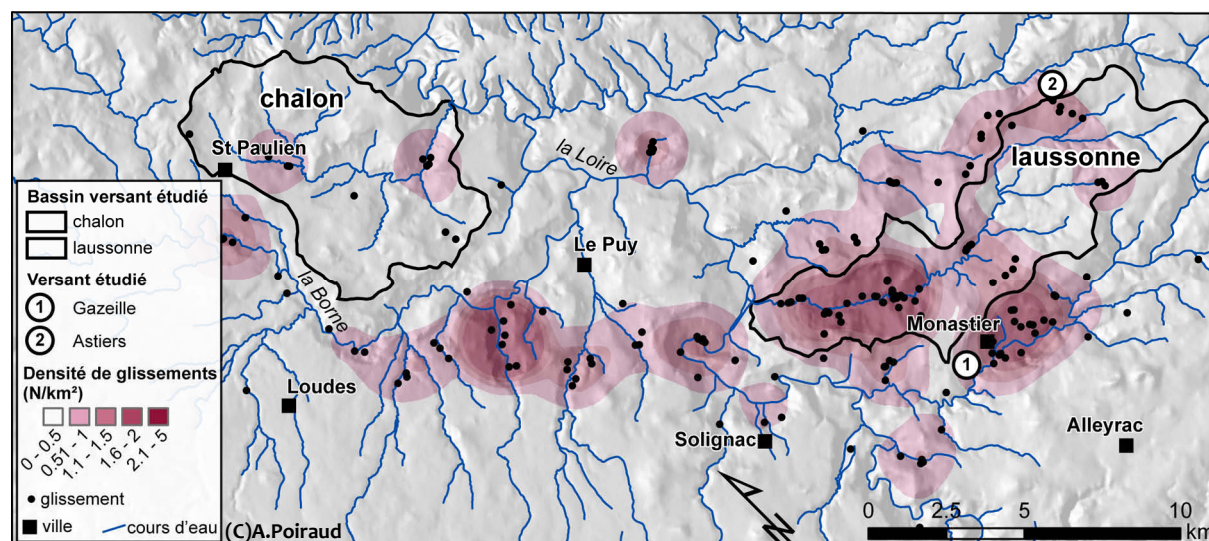 chalon
St Paulien
la Loire
laussonne
2
Le Puy
la Borne
Monastier
1
Loudes
Solignac
Alleyrac
Bassin versant étudié
chalon
laussonne
Versant étudié
1 Gazeille
2 Astiers
Densité de glissements
(N/km²)
0 - 0.5
0.51 - 1
1.1 - 1.5
1.6 - 2
2.1 - 5
glissement
ville
cours d'eau
(C)A.Poiraud
N
0 2.5 5 10
km